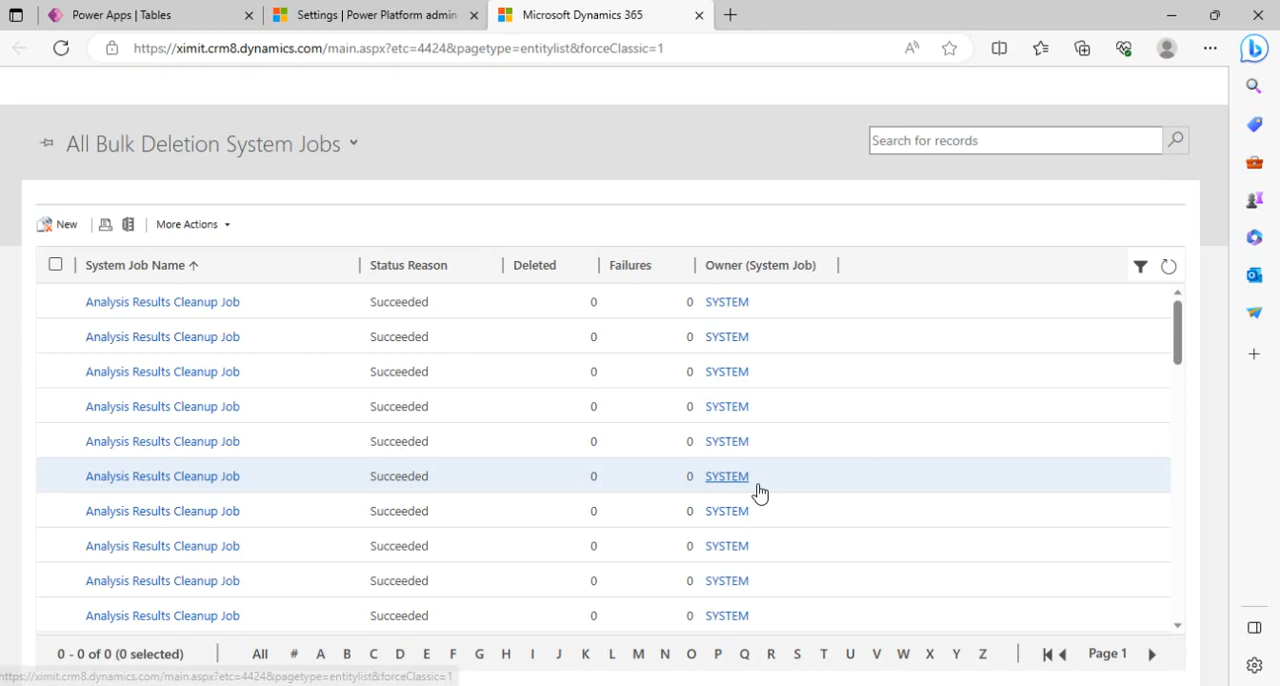 Power Apps | Tables
Settings | Power Platform admin
Microsoft Dynamics 365
https://ximit.crm8.dynamics.com/main.aspx?etc=4424&pagetype=entitylist&forceClassic=1
All Bulk Deletion System Jobs
Search for records
New More Actions
System Job Name Status Reason Deleted Failures Owner (System Job)
Analysis Results Cleanup Job Succeeded 0 0 SYSTEM
Analysis Results Cleanup Job Succeeded 0 0 SYSTEM
Analysis Results Cleanup Job Succeeded 0 0 SYSTEM
Analysis Results Cleanup Job Succeeded 0 0 SYSTEM
Analysis Results Cleanup Job Succeeded 0 0 SYSTEM
Analysis Results Cleanup Job Succeeded 0 0 SYSTEM
Analysis Results Cleanup Job Succeeded 0 0 SYSTEM
Analysis Results Cleanup Job Succeeded 0 0 SYSTEM
Analysis Results Cleanup Job Succeeded 0 0 SYSTEM
Analysis Results Cleanup Job Succeeded 0 0 SYSTEM
0 - 0 of 0 (0 selected) All # A B C D E F G H I J K L M N O P Q R S T U V W X Y Z Page 1
https://ximit.crm8.dynamics.com/main.aspx?etc=4424&pagetype=entitylist&forceClassic=1